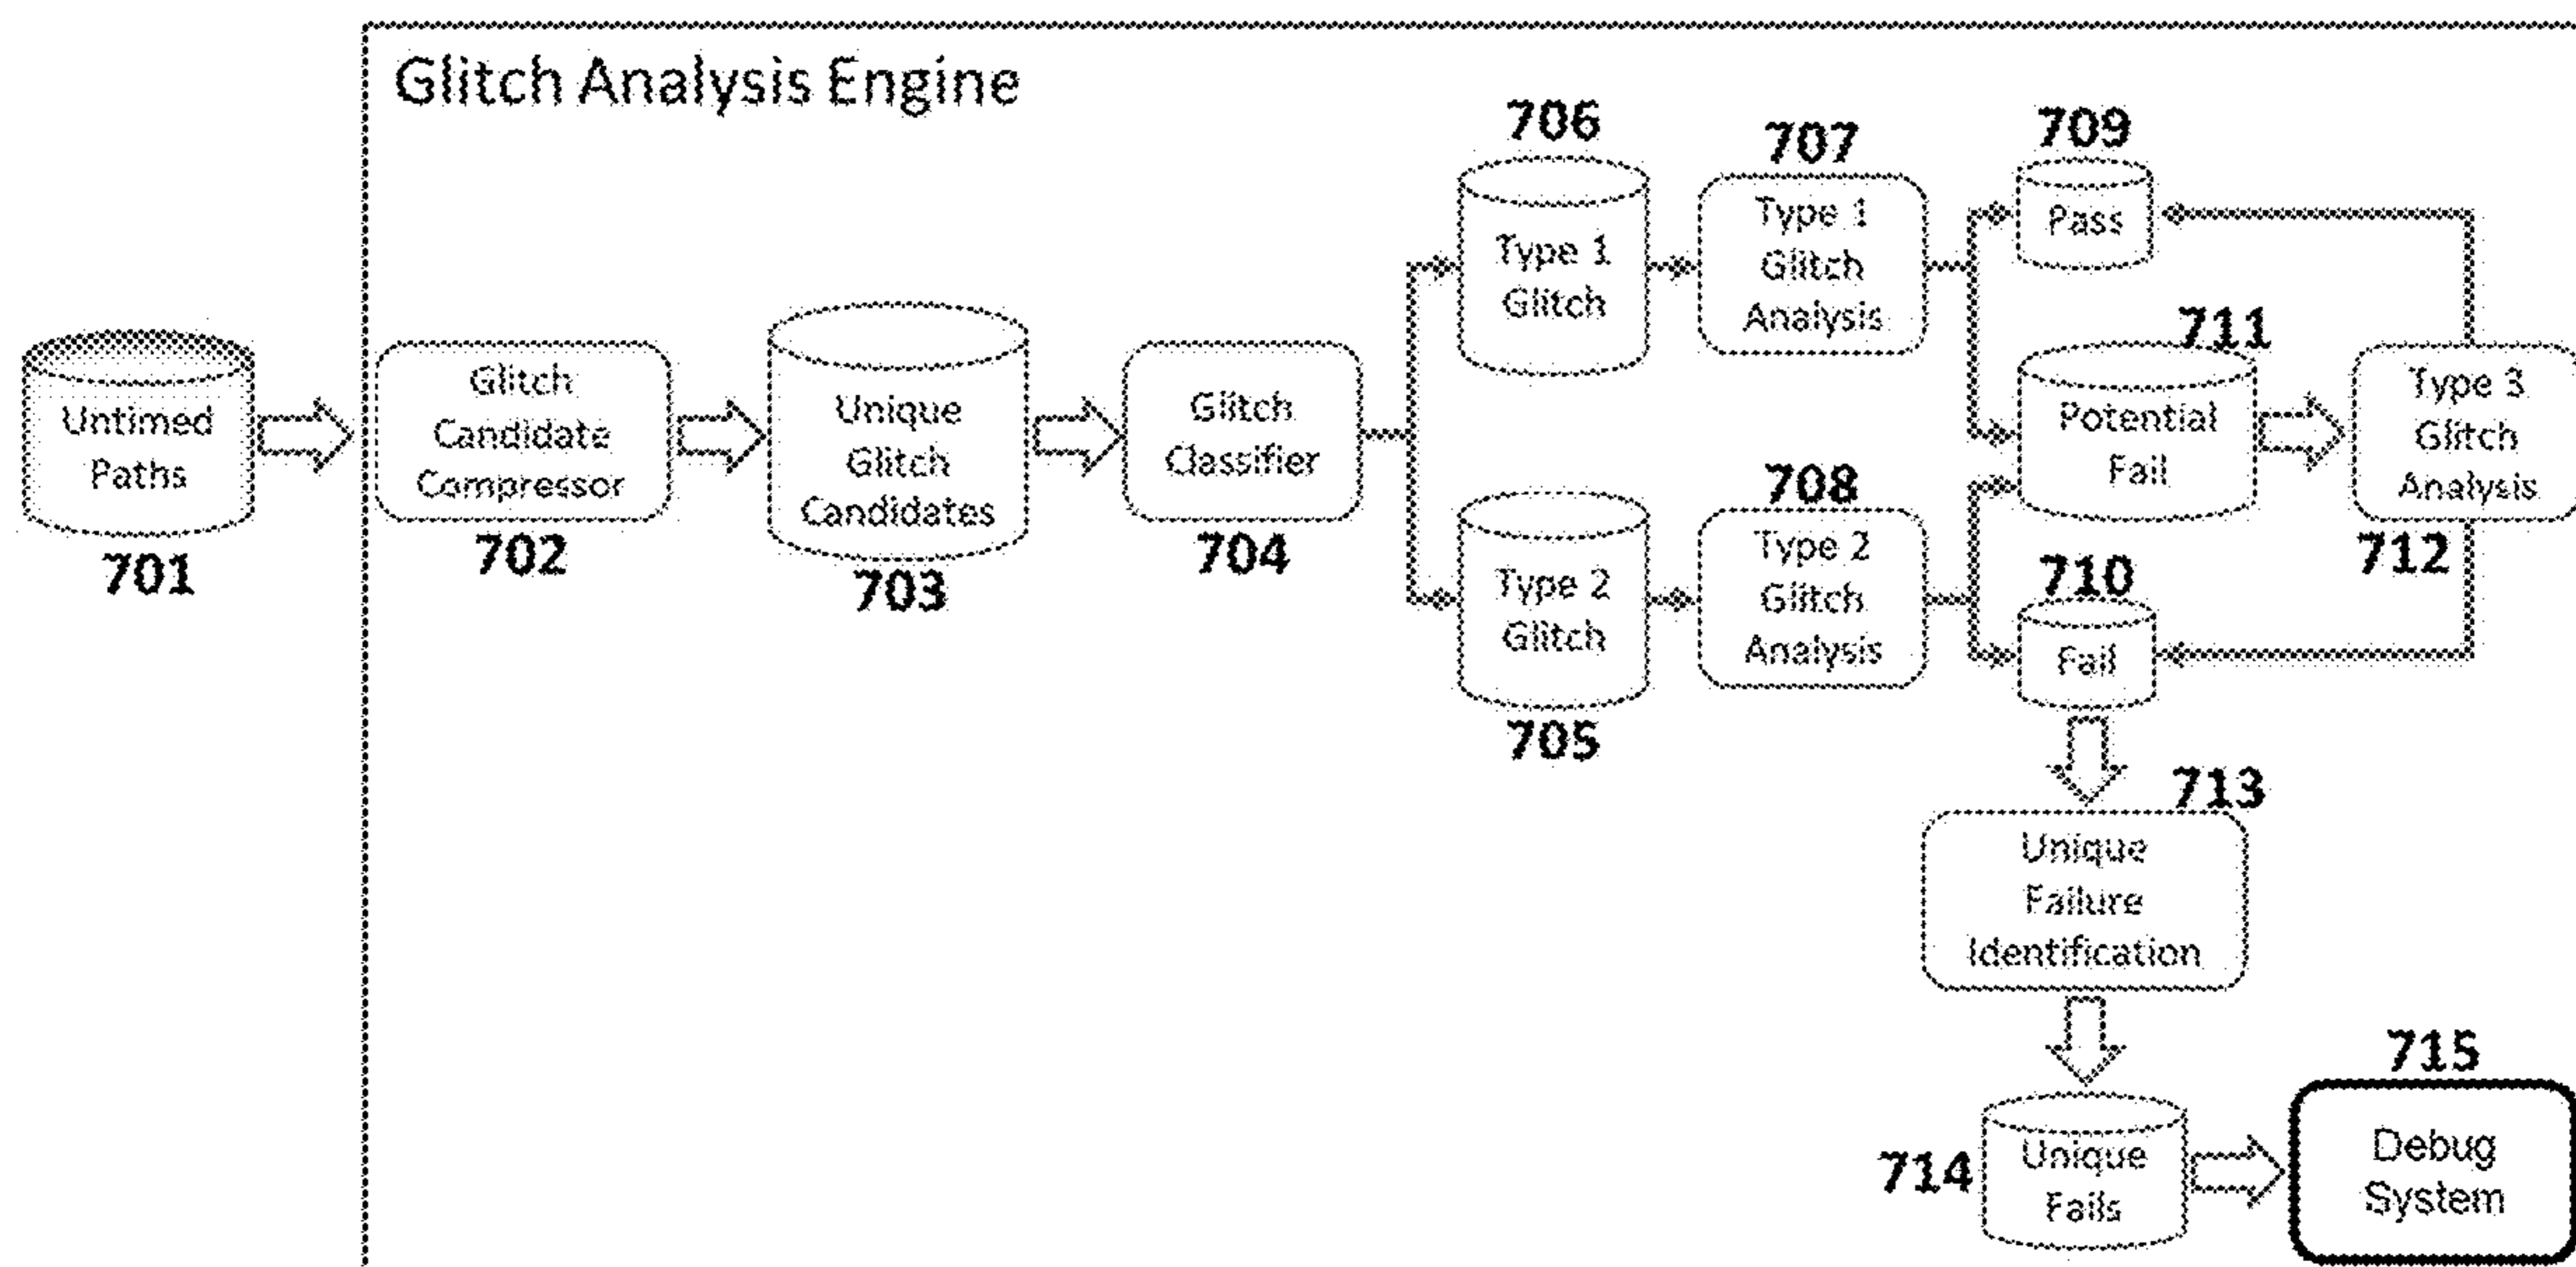 Glitch Analysis Engine
701
Untimed
Paths
702
Glitch
Candidate
Compressor
703
Unique
Glitch
Candidates
704
Glitch
Classifier
706
Type 1
Glitch
707
Type 1
Glitch
Analysis
705
Type 2
Glitch
708
Type 2
Glitch
Analysis
709
Pass
711
Potential
Fail
710
Fail
712
Type 3
Glitch
Analysis
713
Unique
Failure
Identification
714
Unique
Fails
715
Debug
System